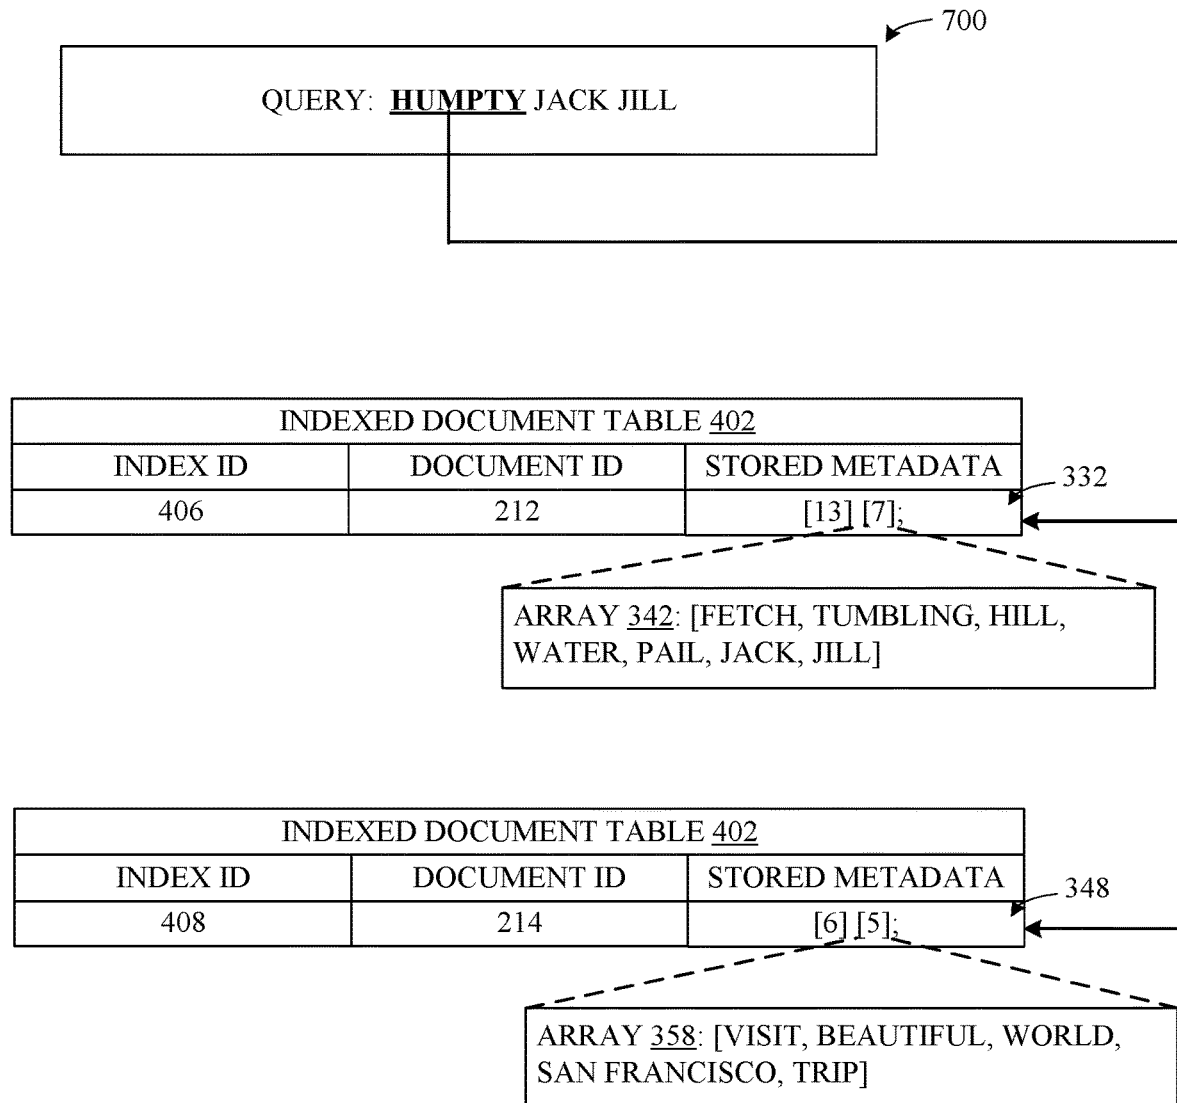 700
QUERY: HUMPTY JACK JILL
INDEXED DOCUMENT TABLE 402
INDEX ID DOCUMENT ID STORED METADATA
332
406 212 [13] [7];
ARRAY 342: [FETCH, TUMBLING, HILL,
WATER, PAIL, JACK, JILL]
INDEXED DOCUMENT TABLE 402
INDEX ID DOCUMENT ID STORED METADATA
348
408 214 [6] [5];
ARRAY 358: [VISIT, BEAUTIFUL, WORLD,
SAN FRANCISCO, TRIP]